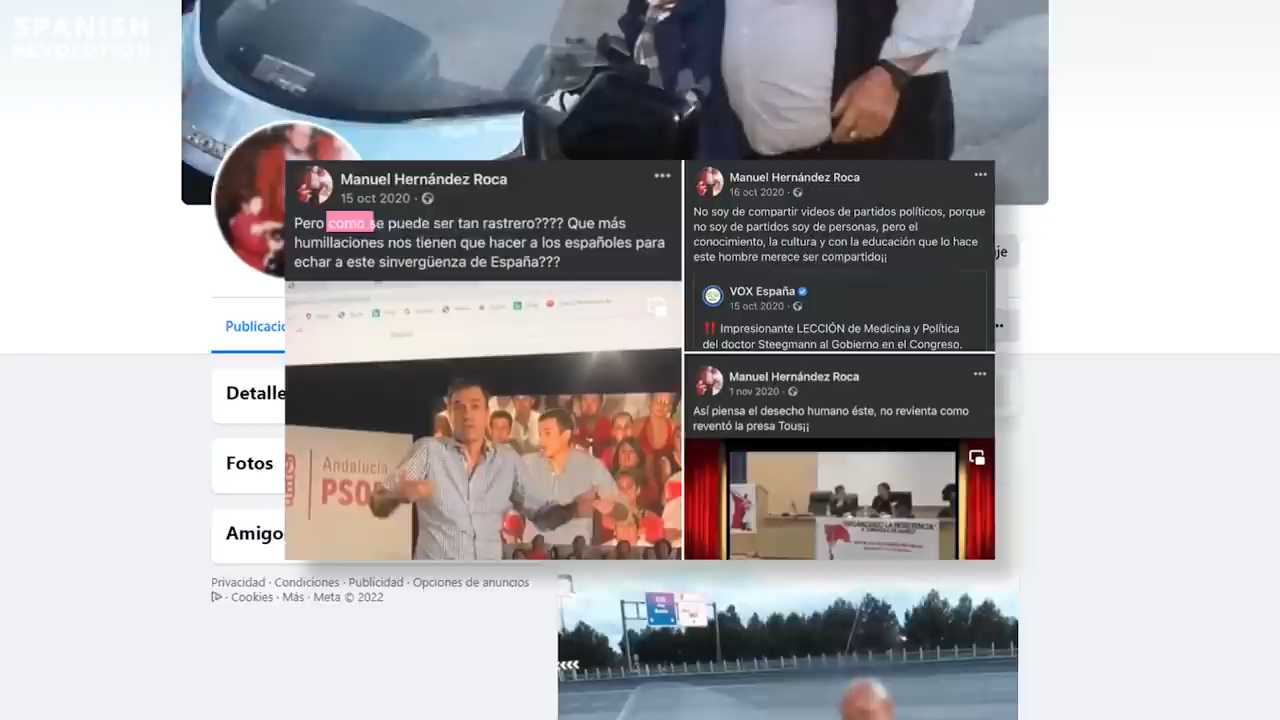 SPANISH
REVOLUTION
Manuel Hernández Roca
15 oct 2020 ·
Pero como se puede ser tan rastrero???? Que más
humillaciones nos tienen que hacer a los españoles para
echar a este sinvergüenza de España???
Andalucía
PSO
Manuel Hernández Roca
16 oct 2020 ·
No soy de compartir videos de partidos políticos, porque
no soy de partidos soy de personas, pero el
conocimiento, la cultura y con la educación que lo hace
este hombre merece ser compartido¡¡
VOX España
15 oct 2020 ·
‼ Impresionante LECCIÓN de Medicina y Política
del doctor Steegmann al Gobierno en el Congreso.
Manuel Hernández Roca
1 nov 2020 ·
Así piensa el desecho humano éste, no revienta como
reventó la presa Tous¡¡
je
Publicacio
Detalle
Fotos
Amigo
Privacidad · Condiciones · Publicidad · Opciones de anuncios
· Cookies · Más · Meta © 2022